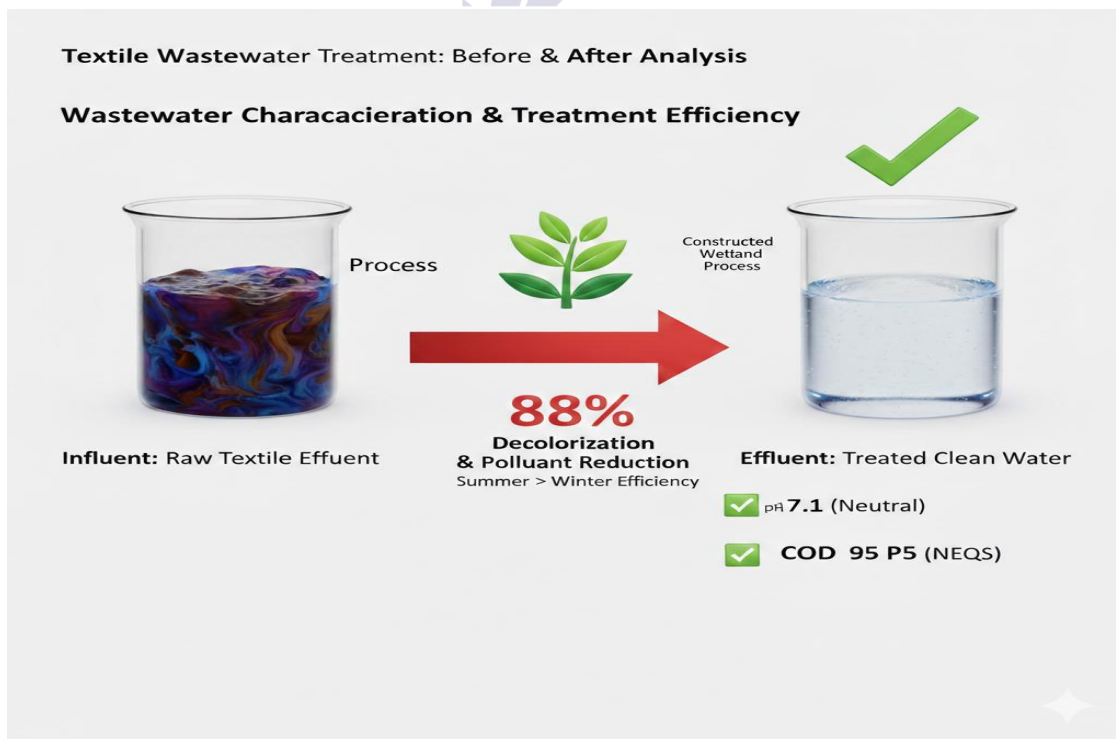 Textile Wastewater Treatment: Before & After Analysis
Wastewater Characacieration & Treatment Efficiency
Process
Constructed
Wettand
Process
88%
Decolorization
& Polluant Reduction
Summer > Winter Efficiency
Influent: Raw Textile Effuent
Effluent: Treated Clean Water
pH 7.1 (Neutral)
COD 95 P5 (NEQS)